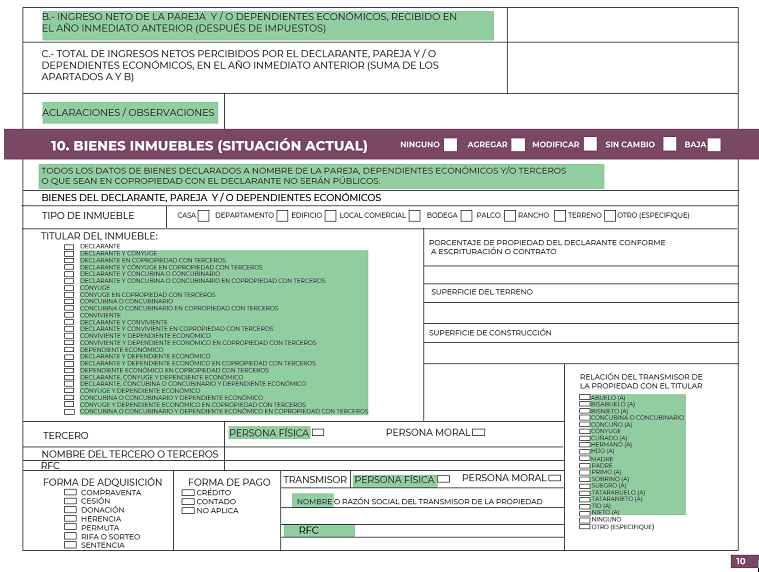 B.- INGRESO NETO DE LA PAREJA Y / O DEPENDIENTES ECONÓMICOS, RECIBIDO EN
EL AÑO INMEDIATO ANTERIOR (DESPUÉS DE IMPUESTOS)
C.- TOTAL DE INGRESOS NETOS PERCIBIDOS POR EL DECLARANTE, PAREJA Y / O
DEPENDIENTES ECONÓMICOS, EN EL AÑO INMEDIATO ANTERIOR (SUMA DE LOS
APARTADOS A Y B)
ACLARACIONES / OBSERVACIONES
10. BIENES INMUEBLES (SITUACIÓN ACTUAL) NINGUNO AGREGAR MODIFICAR SIN CAMBIO BAJA
TODOS LOS DATOS DE BIENES DECLARADOS A NOMBRE DE LA PAREJA, DEPENDIENTES ECONÓMICOS Y/O TERCEROS
O QUE SEAN EN COPROPIEDAD CON EL DECLARANTE NO SERÁN PÚBLICOS.
BIENES DEL DECLARANTE, PAREJA Y / O DEPENDIENTES ECONÓMICOS
TIPO DE INMUEBLE CASA DEPARTAMENTO EDIFICIO LOCAL COMERCIAL BODEGA PALCO RANCHO TERRENO OTRO (ESPECIFIQUE)
TITULAR DEL INMUEBLE:
DECLARANTE
DECLARANTE Y CÓNYUGE
DECLARANTE EN COPROPIEDAD CON TERCEROS
DECLARANTE Y CÓNYUGE EN COPROPIEDAD CON TERCEROS
DECLARANTE Y CONCUBINA O CONCUBINARIO
DECLARANTE Y CONCUBINA O CONCUBINARIO EN COPROPIEDAD CON TERCEROS
CÓNYUGE
CÓNYUGE EN COPROPIEDAD CON TERCEROS
CONCUBINA O CONCUBINARIO
CONCUBINA O CONCUBINARIO EN COPROPIEDAD CON TERCEROS
CONVIVIENTE
DECLARANTE Y CONVIVIENTE
DECLARANTE Y CONVIVIENTE EN COPROPIEDAD CON TERCEROS
CONVIVIENTE Y DEPENDIENTE ECONÓMICO
CONVIVIENTE Y DEPENDIENTE ECONÓMICO EN COPROPIEDAD CON TERCEROS
DEPENDIENTE ECONÓMICO
DECLARANTE Y DEPENDIENTE ECONÓMICO
DECLARANTE Y DEPENDIENTE ECONÓMICO EN COPROPIEDAD CON TERCEROS
DEPENDIENTE ECONÓMICO EN COPROPIEDAD CON TERCEROS
DECLARANTE, CÓNYUGE Y DEPENDIENTE ECONÓMICO
DECLARANTE, CONCUBINA O CONCUBINARIO Y DEPENDIENTE ECONÓMICO
CÓNYUGE Y DEPENDIENTE ECONÓMICO
CONCUBINA O CONCUBINARIO Y DEPENDIENTE ECONÓMICO
CÓNYUGE Y DEPENDIENTE ECONÓMICO EN COPROPIEDAD CON TERCEROS
CONCUBINA O CONCUBINARIO Y DEPENDIENTE ECONÓMICO EN COPROPIEDAD CON TERCEROS
PORCENTAJE DE PROPIEDAD DEL DECLARANTE CONFORME
A ESCRITURACIÓN O CONTRATO
SUPERFICIE DEL TERRENO
SUPERFICIE DE CONSTRUCCIÓN
RELACIÓN DEL TRANSMISOR DE
LA PROPIEDAD CON EL TITULAR
ABUELO (A)
BISABUELO (A)
BISNIETO (A)
CONCUBINA O CONCUBINARIO
CONCUÑO (A)
CÓNYUGE
CUÑADO (A)
HERMANO (A)
HIJO (A)
MADRE
PADRE
PRIMO (A)
SOBRINO (A)
SUEGRO (A)
TATARABUELO (A)
TATARANIETO (A)
TÍO (A)
NIETO (A)
NINGUNO
OTRO (ESPECIFIQUE)
TERCERO PERSONA FÍSICA PERSONA MORAL
NOMBRE DEL TERCERO O TERCEROS
RFC
FORMA DE ADQUISICIÓN
COMPRAVENTA
CESIÓN
DONACIÓN
HERENCIA
PERMUTA
RIFA O SORTEO
SENTENCIA
FORMA DE PAGO
CRÉDITO
CONTADO
NO APLICA
TRANSMISOR PERSONA FÍSICA PERSONA MORAL
NOMBRE O RAZÓN SOCIAL DEL TRANSMISOR DE LA PROPIEDAD
RFC
10